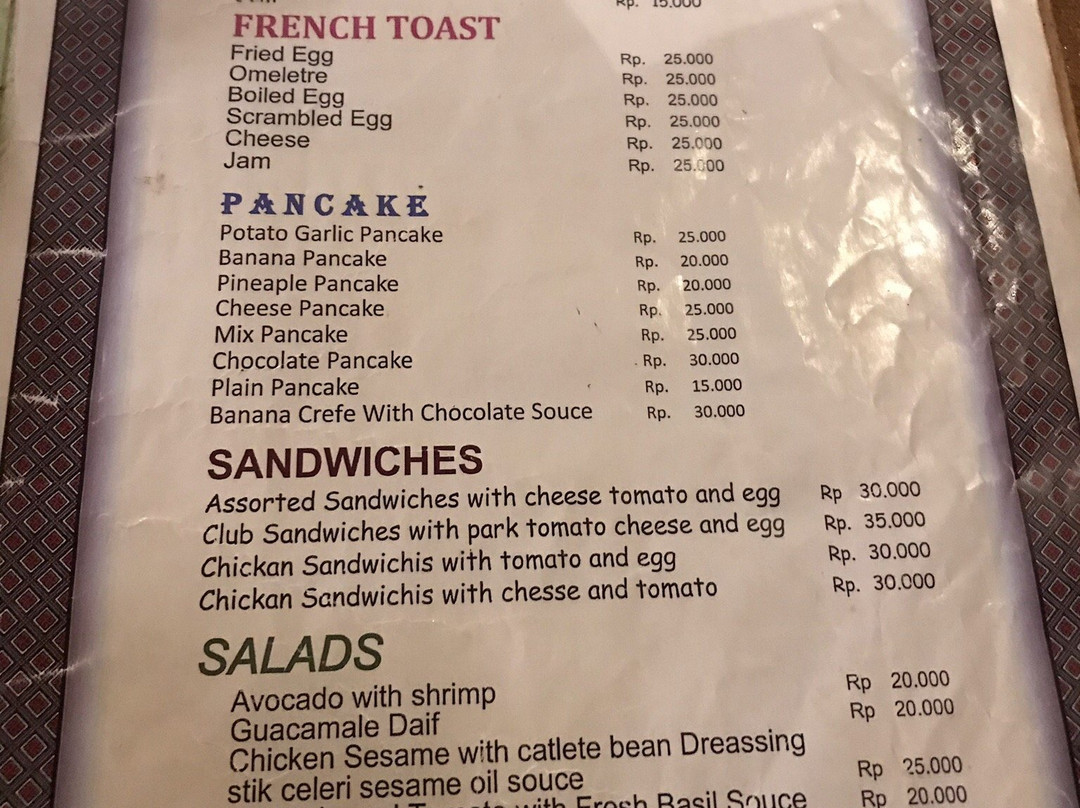 Rp. 15.000
FRENCH TOAST
Fried Egg Rp. 25.000
Omeletre Rp. 25.000
Boiled Egg Rp. 25.000
Scrambled Egg Rp. 25.000
Cheese Rp. 25.000
Jam Rp. 25.000
PANCAKE
Potato Garlic Pancake Rp. 25.000
Banana Pancake Rp. 20.000
Pineaple Pancake Rp. 20.000
Cheese Pancake Rp. 25.000
Mix Pancake Rp. 25.000
Chocolate Pancake Rp. 30.000
Plain Pancake Rp. 15.000
Banana Crefe With Chocolate Souce Rp. 30.000
SANDWICHES
Assorted Sandwiches with cheese tomato and egg Rp 30.000
Club Sandwiches with park tomato cheese and egg Rp. 35.000
Chickan Sandwichis with tomato and egg Rp. 30.000
Chickan Sandwichis with chesse and tomato Rp. 30.000
SALADS
Avocado with shrimp Rp 20.000
Guacamale Daif Rp 20.000
Chicken Sesame with catlete bean Dreassing
stik celeri sesame oil souce Rp 25.000
with Fresh Basil Souce Rp 20.000